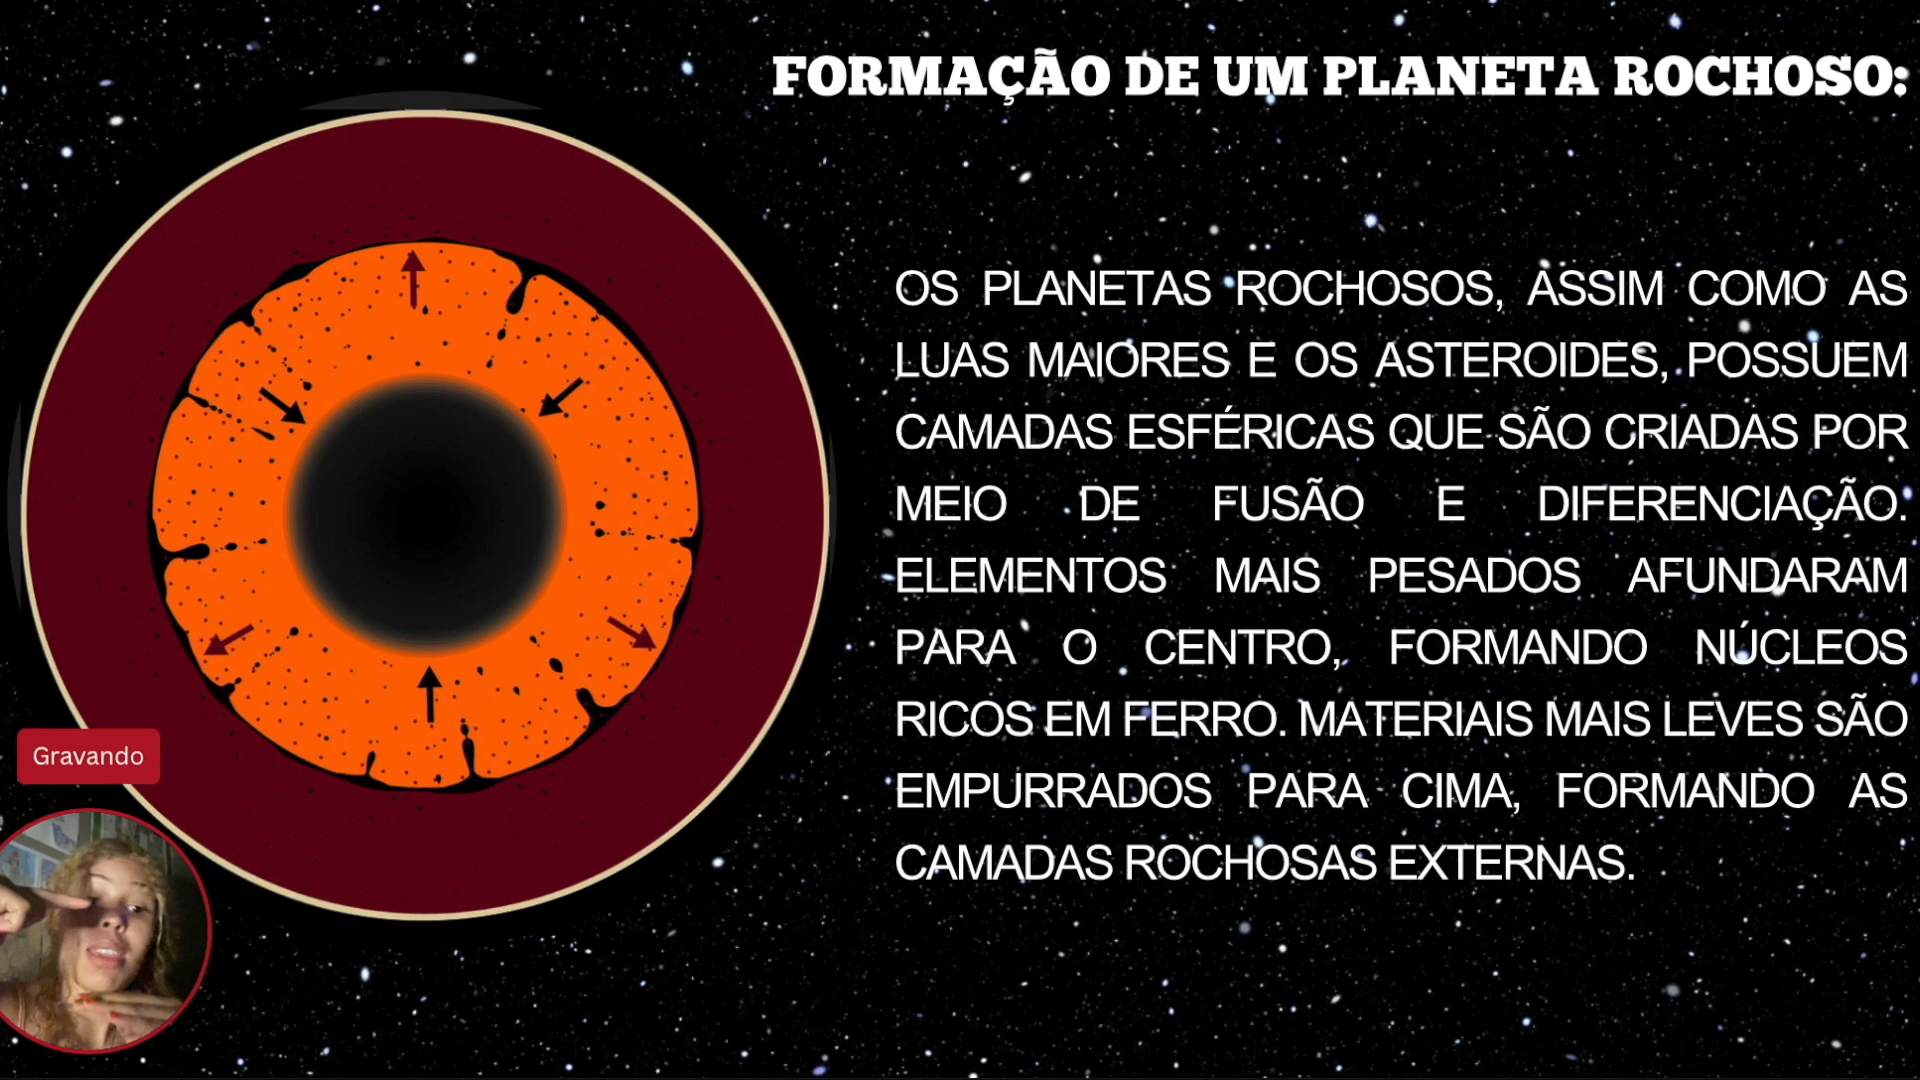 FORMAÇÃO DE UM PLANETA ROCHOSO:
OS PLANETAS ROCHOSOS, ASSIM COMO AS
LUAS MAIORES E OS ASTEROIDES, POSSUEM
CAMADAS ESFÉRICAS QUE SÃO CRIADAS POR
MEIO DE FUSÃO E DIFERENCIAÇÃO.
ELEMENTOS MAIS PESADOS AFUNDARAM
PARA O CENTRO, FORMANDO NÚCLEOS
RICOS EM FERRO. MATERIAIS MAIS LEVES SÃO
EMPURRADOS PARA CIMA, FORMANDO AS
CAMADAS ROCHOSAS EXTERNAS.
Gravando